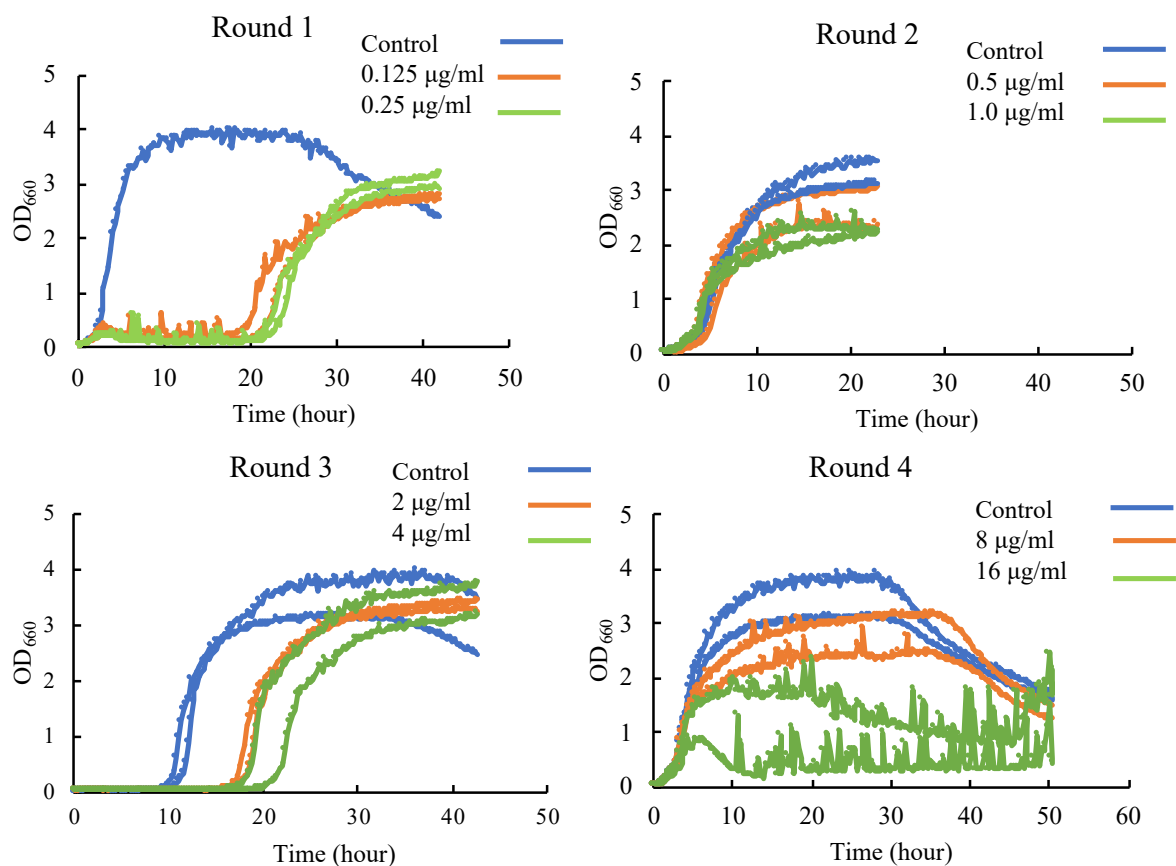 Round 1
Control
0.125 μg/ml
0.25 μg/ml
5
4
3
2
1
0
OD660
0 10 20 30 40 50
Time (hour)
Round 2
Control
0.5 μg/ml
1.0 μg/ml
5
4
3
2
1
0
OD660
0 10 20 30 40 50
Time (hour)
Round 3
Control
2 μg/ml
4 μg/ml
5
4
3
2
1
0
OD660
0 10 20 30 40 50
Time (hour)
Round 4
Control
8 μg/ml
16 μg/ml
5
4
3
2
1
0
OD660
0 10 20 30 40 50 60
Time (hour)